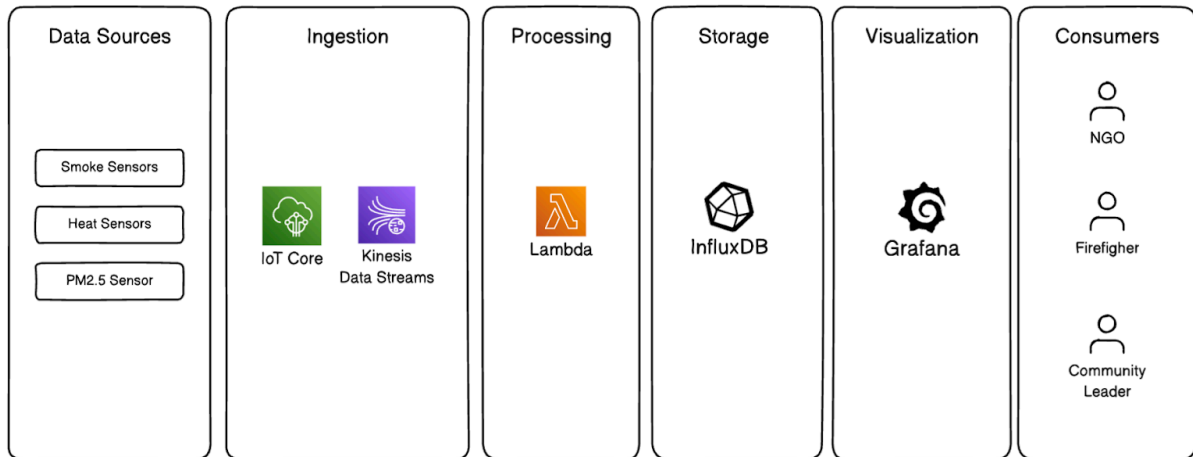 Data Sources
Ingestion
Processing
Storage
Visualization
Consumers
Smoke Sensors
Heat Sensors
PM2.5 Sensor
IoT Core
Kinesis
Data Streams
Lambda
InfluxDB
Grafana
NGO
Firefigher
Community
Leader